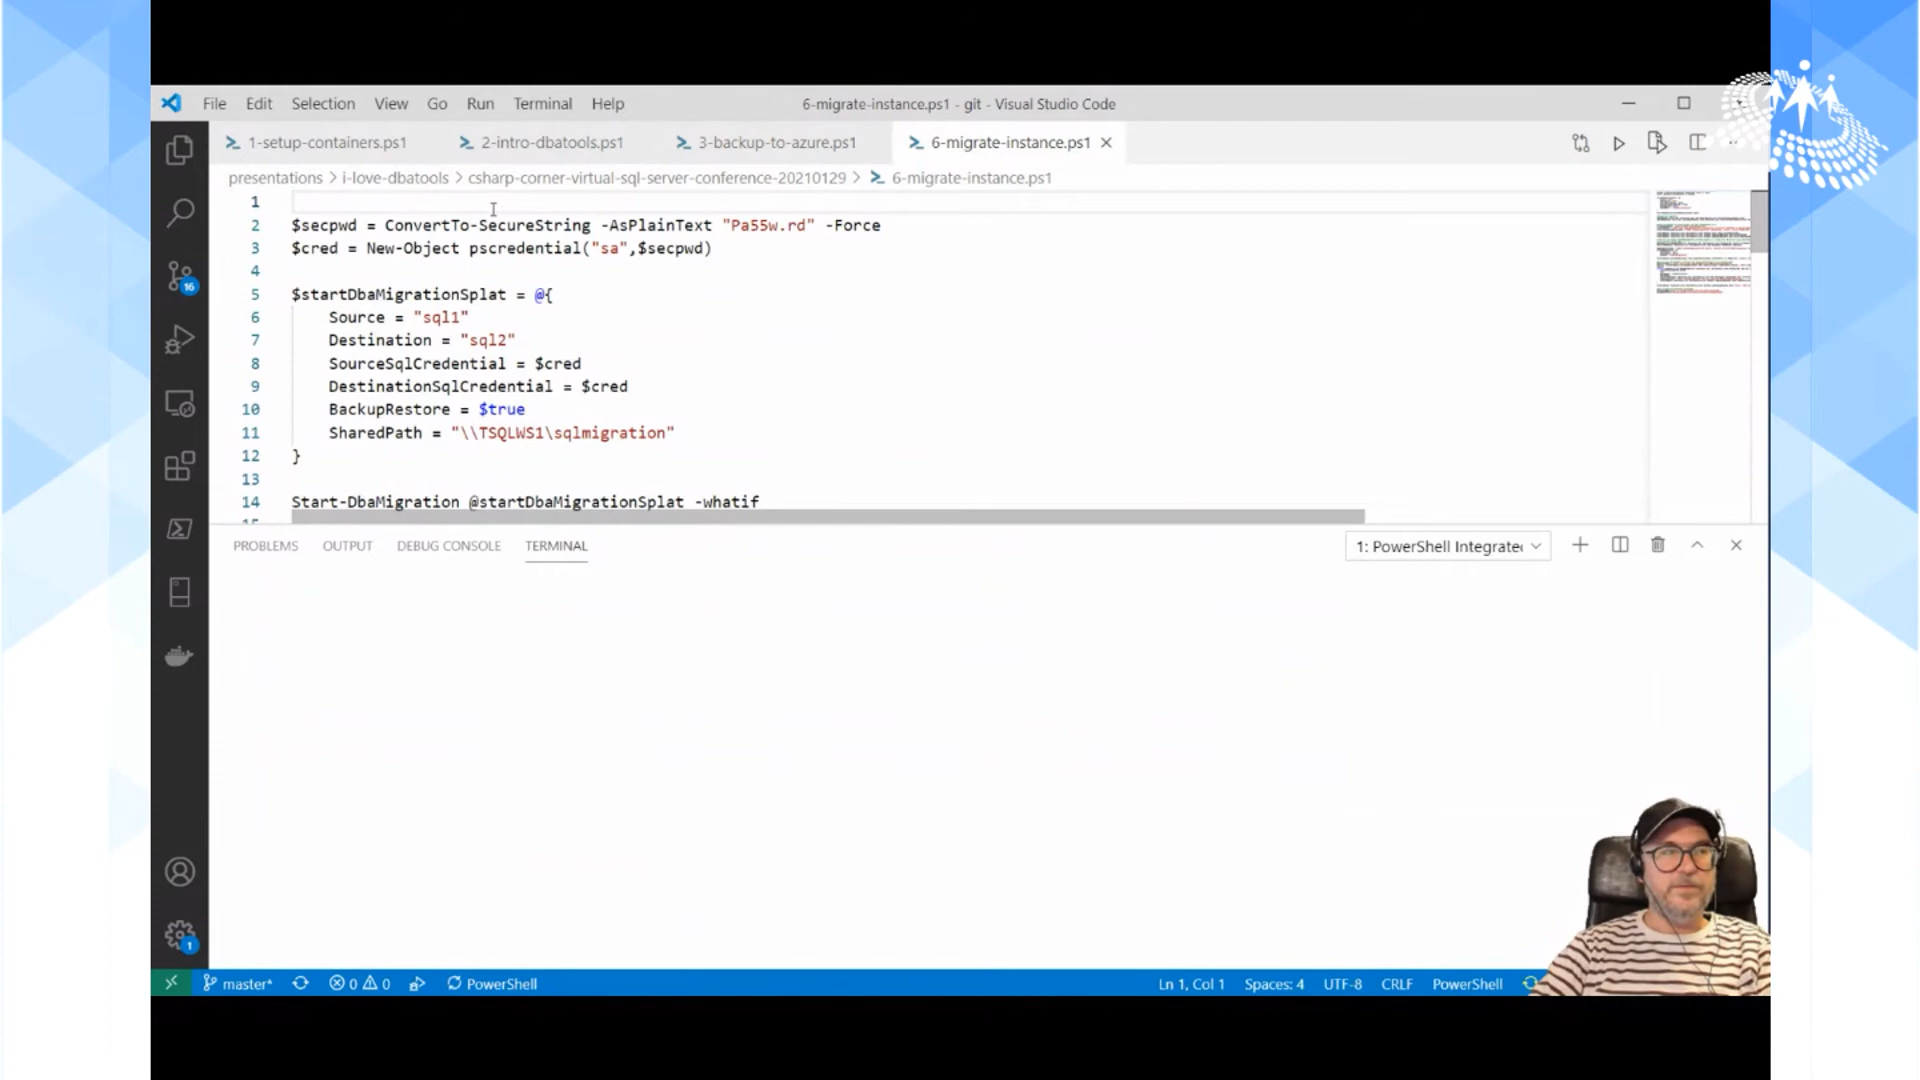 File Edit Selection View Go Run Terminal Help
6-migrate-instance.ps1 - git - Visual Studio Code
1-setup-containers.ps1
2-intro-dbatools.ps1
3-backup-to-azure.ps1
6-migrate-instance.ps1
presentations > i-love-dbatools > csharp-corner-virtual-sql-server-conference-20210129 > 6-migrate-instance.ps1
1
2 $secpwd = ConvertTo-SecureString -AsPlainText "Pa55w.rd" -Force
3 $cred = New-Object pscredential("sa",$secpwd)
4
5 $startDbaMigrationSplat = @{
6 Source = "sql1"
7 Destination = "sql2"
8 SourceSqlCredential = $cred
9 DestinationSqlCredential = $cred
10 BackupRestore = $true
11 SharedPath = "\\TSQLWS1\sqlmigration"
12 }
13
14 Start-DbaMigration @startDbaMigrationSplat -whatif
16
PROBLEMS OUTPUT DEBUG CONSOLE TERMINAL
1: PowerShell Integrated
1
master* 0 0 PowerShell
Ln 1, Col 1 Spaces: 4 UTF-8 CRLF PowerShell